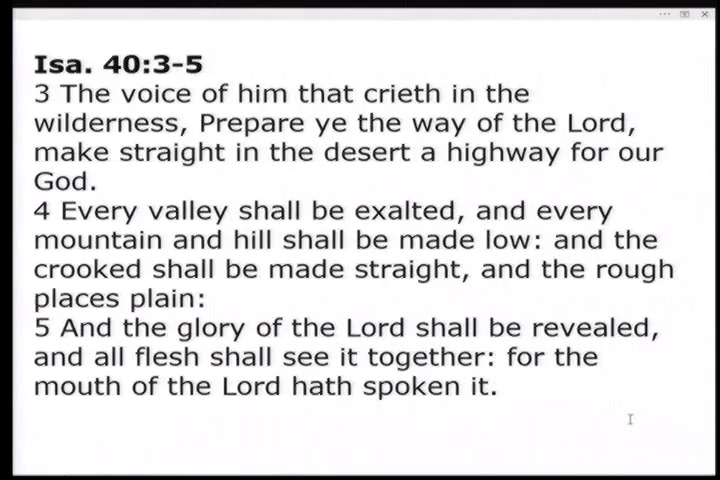 Isa. 40:3-5
3 The voice of him that crieth in the
wilderness, Prepare ye the way of the Lord,
make straight in the desert a highway for our
God.
4 Every valley shall be exalted, and every
mountain and hill shall be made low: and the
crooked shall be made straight, and the rough
places plain:
5 And the glory of the Lord shall be revealed,
and all flesh shall see it together: for the
mouth of the Lord hath spoken it.